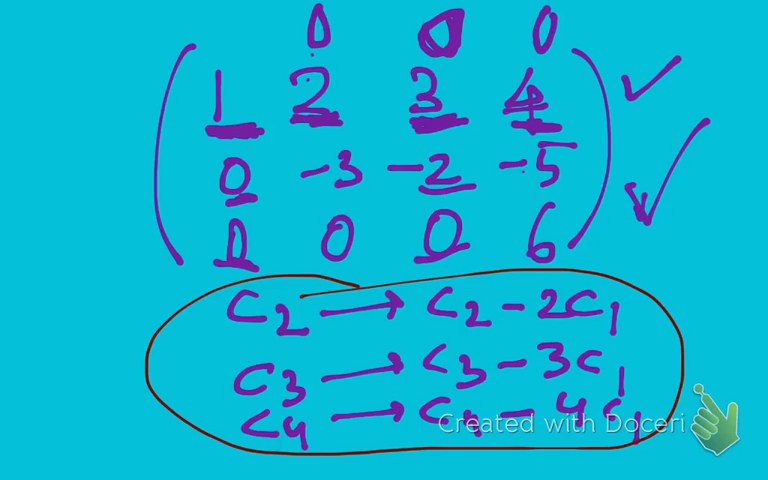 0 0 0
1 2 3 4
0 -3 -2 -5
0 0 0 6
C2 → C2 - 2C1
C3 → C3 - 3C1
C4 → C4 - 4C1
Created with Doceri